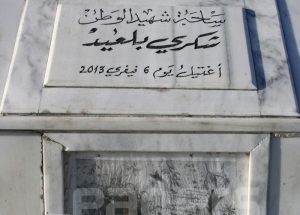 ساحة شهيد الوطن
شكري بلعيد
أغتيل يوم 6 فيفري 2013